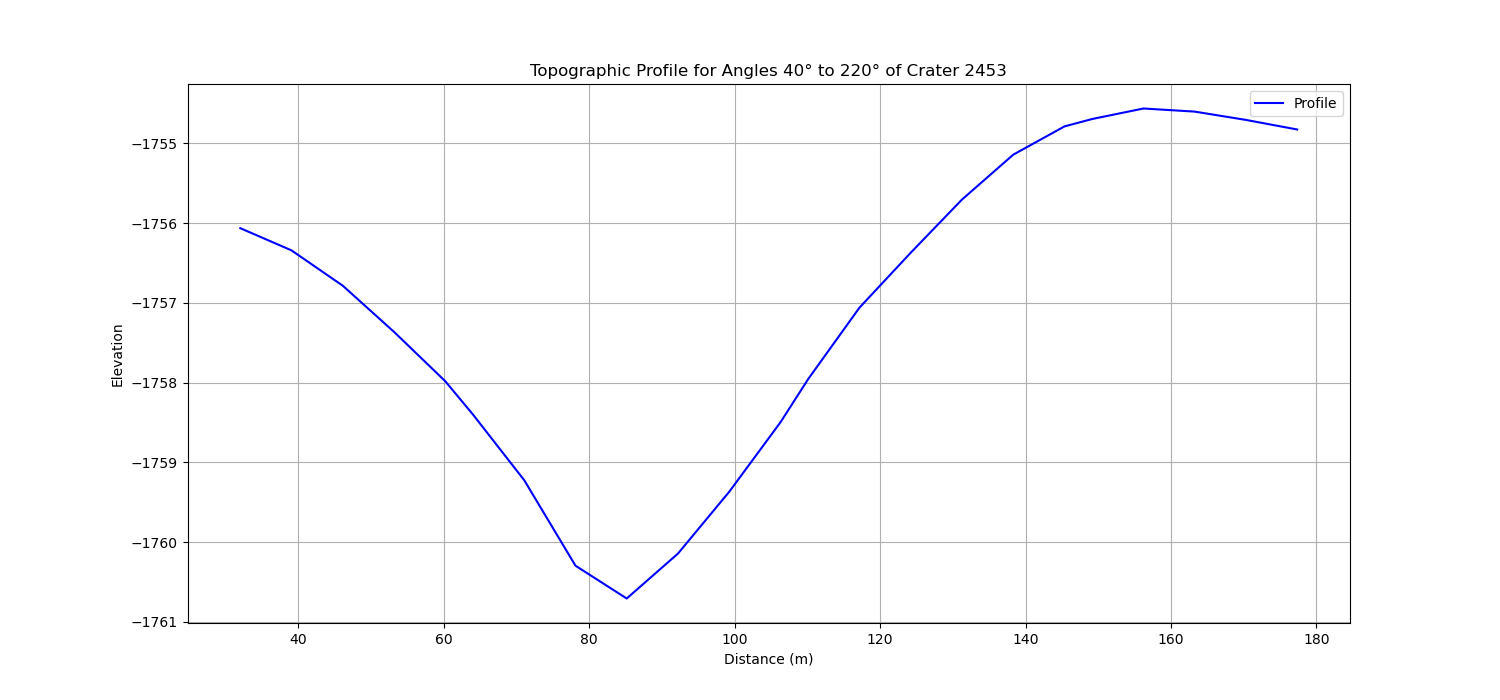 Topographic Profile for Angles 40° to 220° of Crater 2453
Profile
Elevation
−1755
−1756
−1757
−1758
−1759
−1760
−1761
40 60 80 100 120 140 160 180
Distance (m)